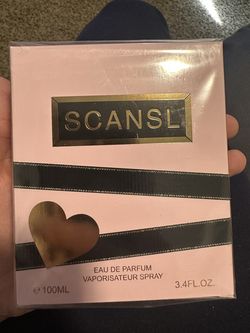 SCANSL
EAU DE PARFUM
VAPORISATEUR SPRAY
℮ 100ML 3.4FL.OZ.